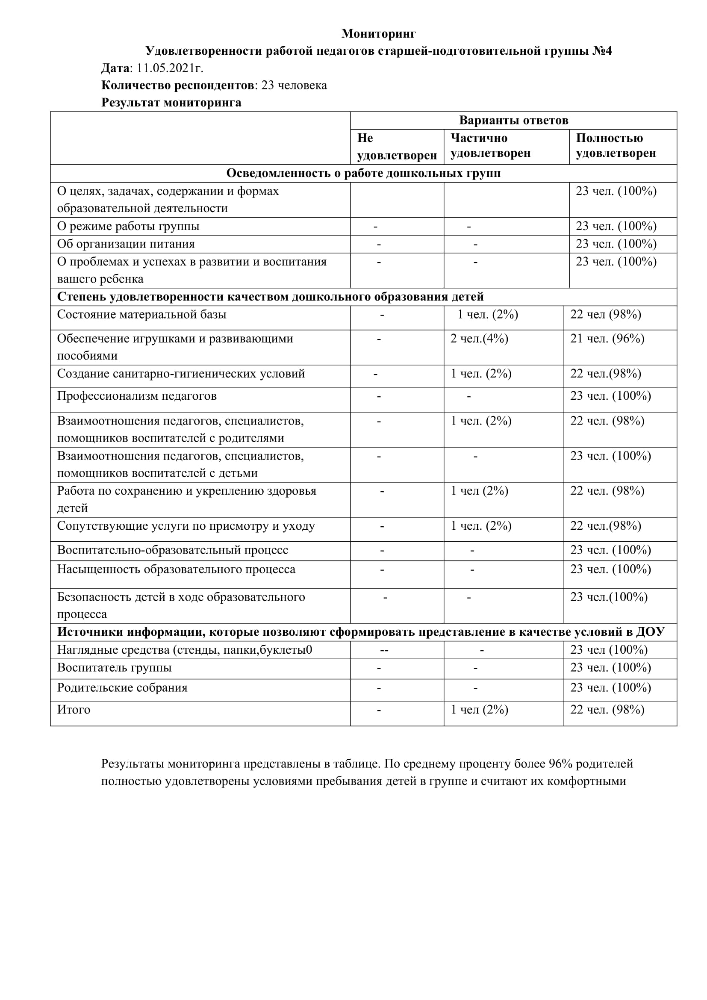 Мониторинг
Удовлетворенности работой педагогов старшей-подготовительной группы №4
Дата: 11.05.2021г.
Количество респондентов: 23 человека
Результат мониторинга
Варианты ответов
Не удовлетворен Частично удовлетворен Полностью удовлетворен
Осведомленность о работе дошкольных групп
О целях, задачах, содержании и формах 23 чел. (100%)
образовательной деятельности
О режиме работы группы - - 23 чел. (100%)
Об организации питания - - 23 чел. (100%)
О проблемах и успехах в развитии и воспитания - - 23 чел. (100%)
вашего ребенка
Степень удовлетворенности качеством дошкольного образования детей
Состояние материальной базы - 1 чел. (2%) 22 чел (98%)
Обеспечение игрушками и развивающими - 2 чел.(4%) 21 чел. (96%)
пособиями
Создание санитарно-гигиенических условий - 1 чел. (2%) 22 чел.(98%)
Профессионализм педагогов - - 23 чел. (100%)
Взаимоотношения педагогов, специалистов, - 1 чел. (2%) 22 чел. (98%)
помощников воспитателей с родителями
Взаимоотношения педагогов, специалистов, - - 23 чел. (100%)
помощников воспитателей с детьми
Работа по сохранению и укреплению здоровья - 1 чел (2%) 22 чел. (98%)
детей
Сопутствующие услуги по присмотру и уходу - 1 чел. (2%) 22 чел.(98%)
Воспитательно-образовательный процесс - - 23 чел. (100%)
Насыщенность образовательного процесса - - 23 чел. (100%)
Безопасность детей в ходе образовательного - - 23 чел.(100%)
процесса
Источники информации, которые позволяют сформировать представление в качестве условий в ДОУ
Наглядные средства (стенды, папки,буклеты0 -- - 23 чел (100%)
Воспитатель группы - - 23 чел. (100%)
Родительские собрания - - 23 чел. (100%)
Итого - 1 чел (2%) 22 чел. (98%)
Результаты мониторинга представлены в таблице. По среднему проценту более 96% родителей
полностью удовлетворены условиями пребывания детей в группе и считают их комфортными